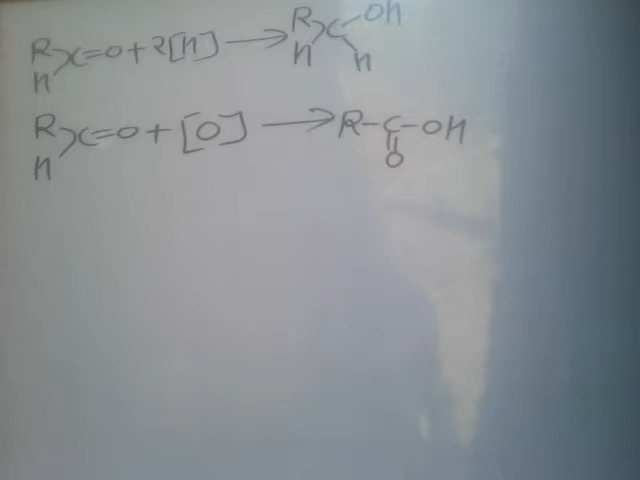 R OH
R >C=O+2[H] → >C<
H H H
R
>C=O+[O] → R-C-OH
H ||
O